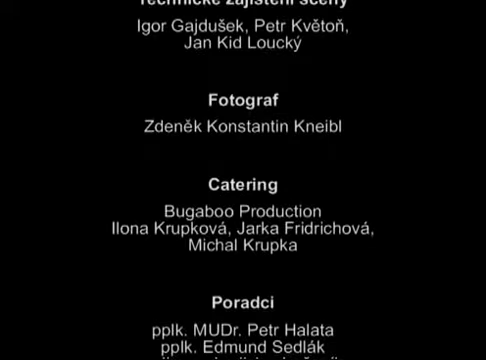 Technické zajištění scény
Igor Gajdušek, Petr Květoň,
Jan Kid Loucký
Fotograf
Zdeněk Konstantin Kneibl
Catering
Bugaboo Production
Ilona Krupková, Jarka Fridrichová,
Michal Krupka
Poradci
pplk. MUDr. Petr Halata
pplk. Edmund Sedlák